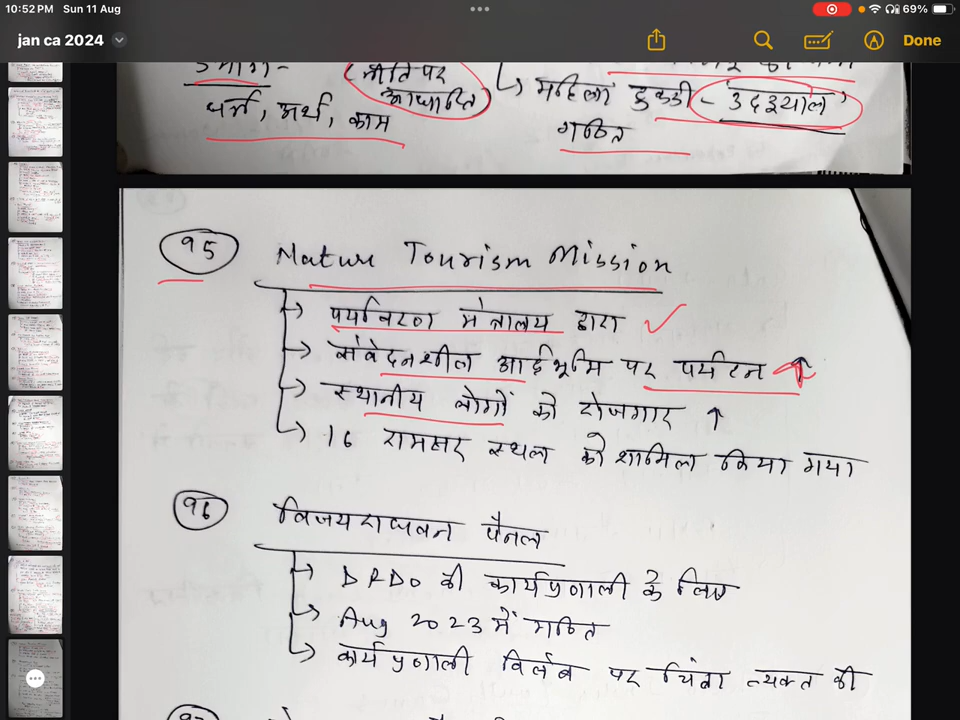 10:52 PM Sun 11 Aug
69%
jan ca 2024
Done
(नीति पर
आधारित)
धर्म, अर्थ, काम
महिला टुकड़ी - उदइयाल
गठित
95 Nature Tourism Mission
पर्यावरण मंत्रालय द्वारा
संवेदनशील आर्द्रभूमि पर पर्यटन ↑
स्थानीय लोगों को रोजगार ↑
16 रामसर स्थल को शामिल किया गया
96 विजयराघवन पैनल
DRDO की कार्यप्रणाली के लिए
Aug 2023 में गठित
कार्यप्रणाली विलंब पर चिंता व्यक्त की